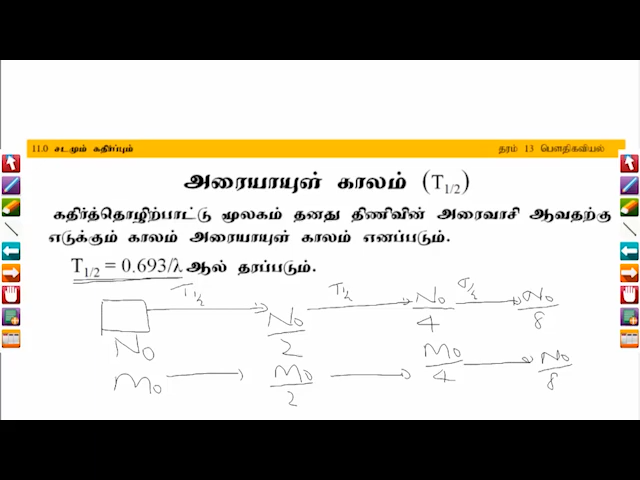 11.0 சடமும் கதிர்ப்பும்
தரம் 13 பௌதிகவியல்
அரையாயுள் காலம் (T1/2)
கதிர்த்தொழிற்பாட்டு மூலகம் தனது திணிவின் அரைவாசி ஆவதற்கு
எடுக்கும் காலம் அரையாயுள் காலம் எனப்படும்.
T1/2 = 0.693/λ ஆல் தரப்படும்.
T½ T½ T½
N0 N0/2 N0/4 N0/8
M0 M0/2 M0/4 N0/8